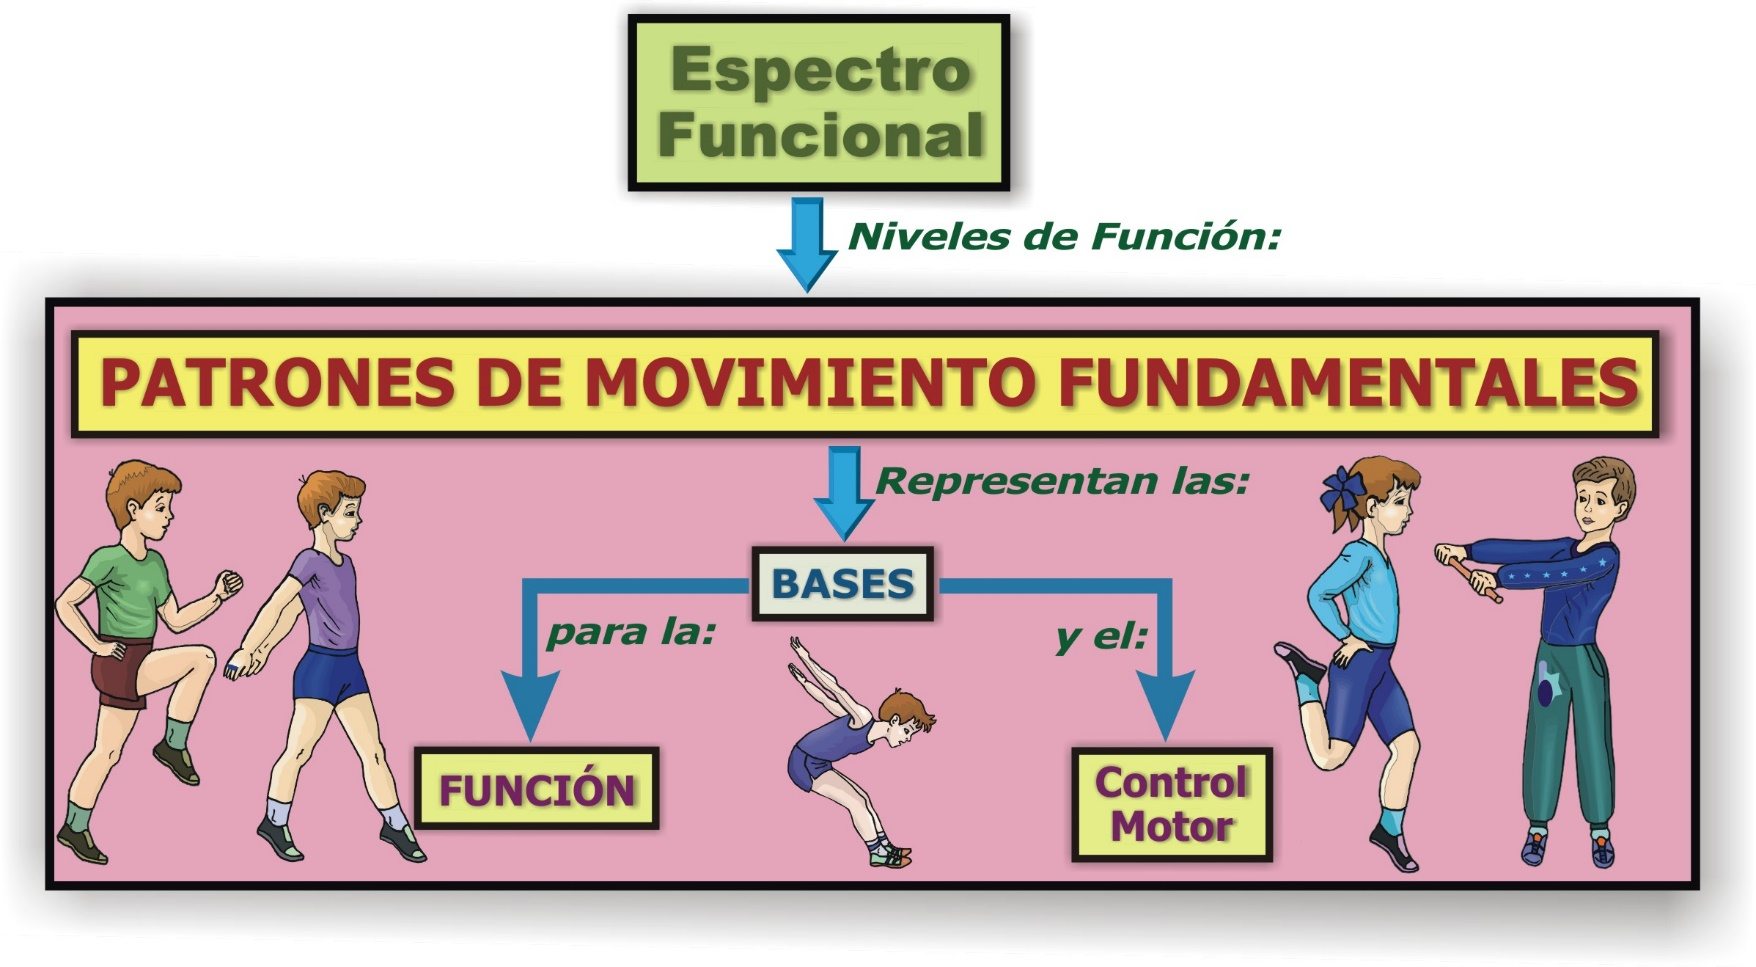 Espectro
Funcional
Niveles de Función:
PATRONES DE MOVIMIENTO FUNDAMENTALES
Representan las:
BASES
para la:
y el:
FUNCIÓN
Control
Motor